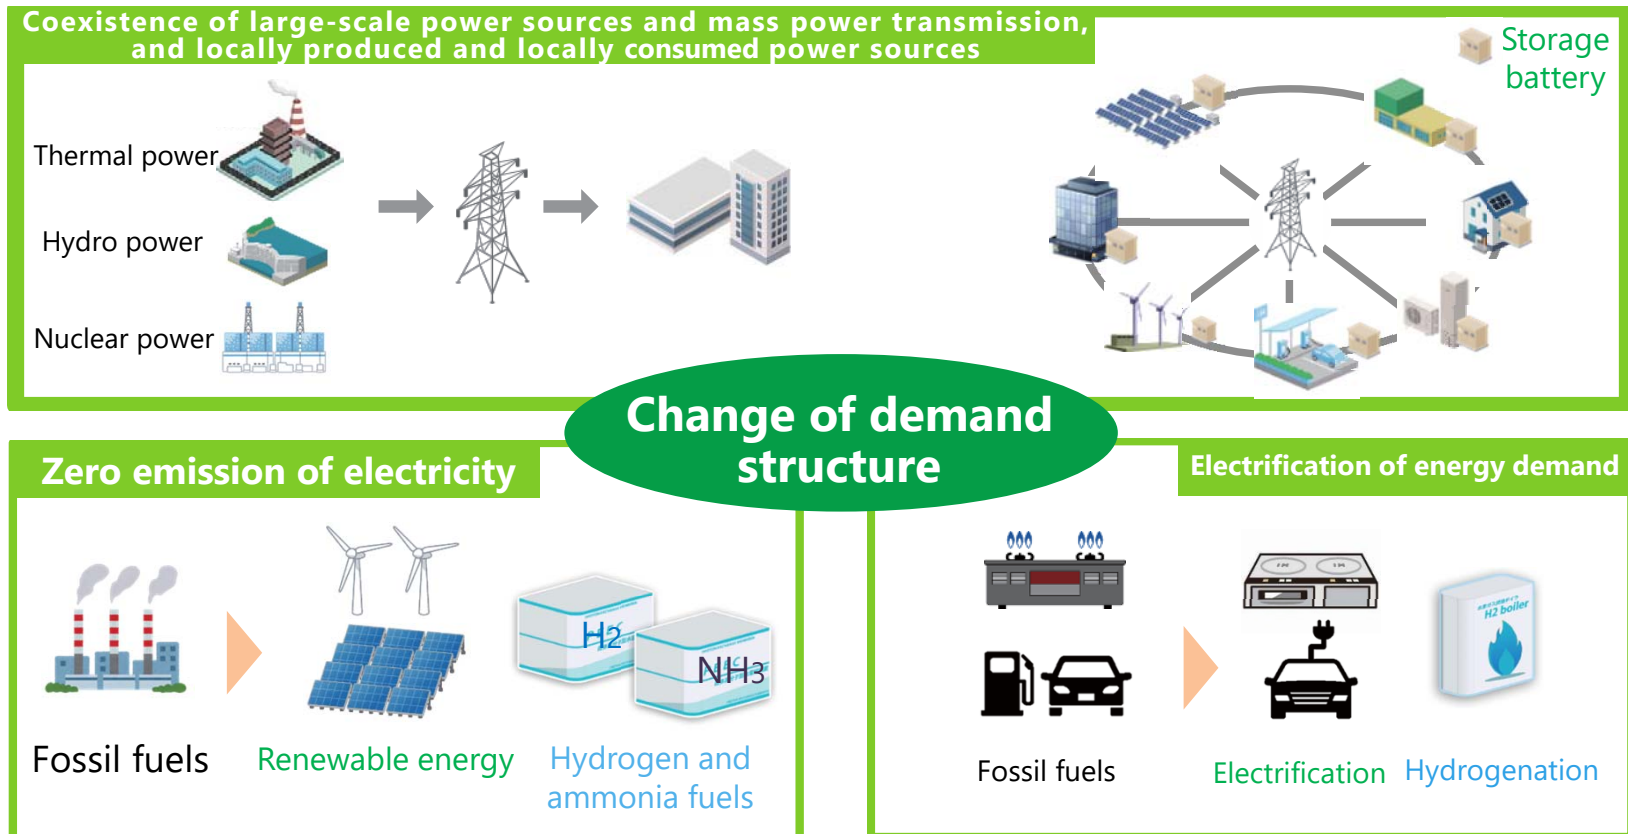 Coexistence of large-scale power sources and mass power transmission,
and locally produced and locally consumed power sources
Storage
battery
Thermal power
Hydro power
Nuclear power
Change of demand
structure
Zero emission of electricity
Electrification of energy demand
H2
NH3
H2 boiler
Fossil fuels
Renewable energy
Hydrogen and
ammonia fuels
Fossil fuels
Electrification
Hydrogenation